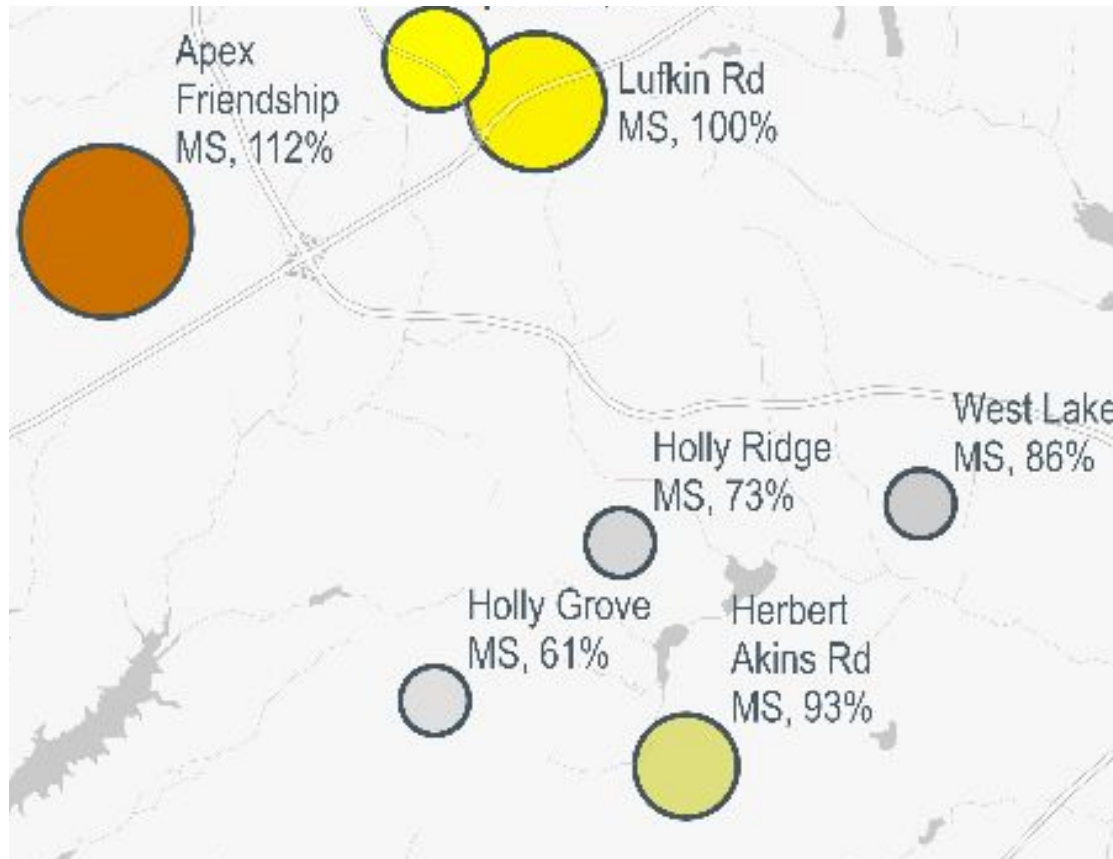 Apex
Friendship
MS, 112%
Lufkin Rd
MS, 100%
West Lake
MS, 86%
Holly Ridge
MS, 73%
Holly Grove
MS, 61%
Herbert
Akins Rd
MS, 93%